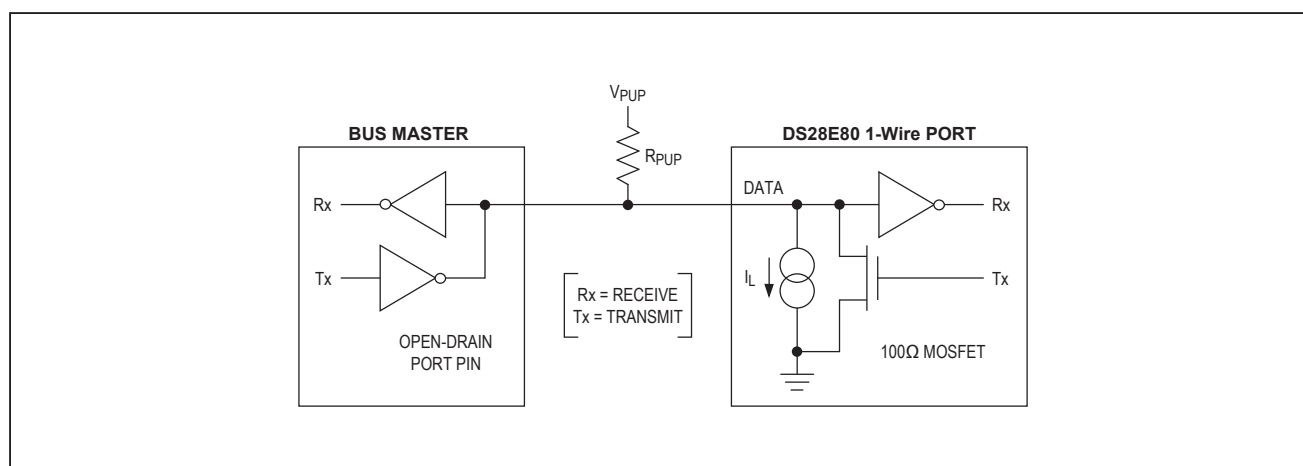 VPUP
BUS MASTER
DS28E80 1-Wire PORT
RPUP
DATA
Rx
Rx
Tx
IL
Tx
Rx = RECEIVE
Tx = TRANSMIT
OPEN-DRAIN
PORT PIN
100Ω MOSFET